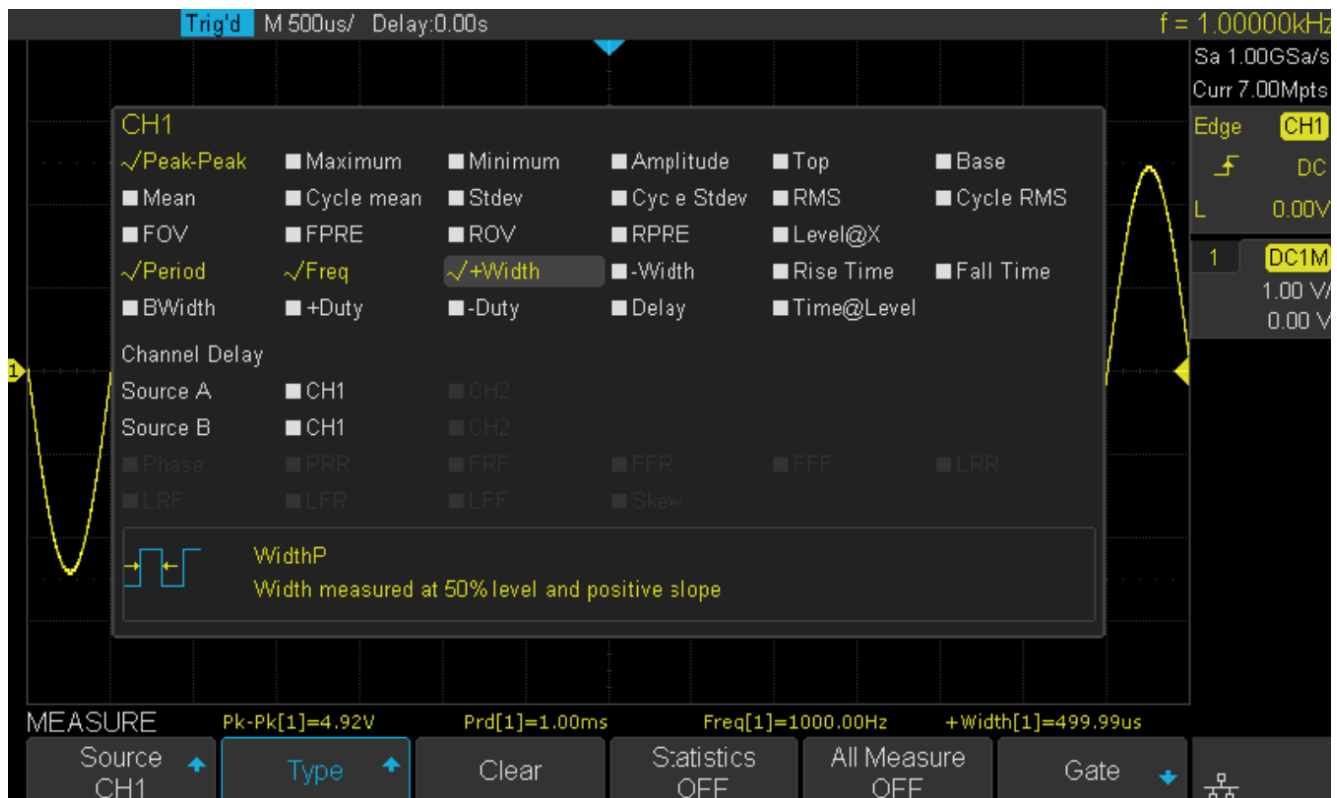 Trig'd M 500us/ Delay:0.00s f = 1.00000kHz
Sa 1.00GSa/s
Curr 7.00Mpts
Edge CH1
DC
L 0.00V
1 DC1M
1.00 V/
0.00 V
1
CH1
√Peak-Peak Maximum Minimum Amplitude Top Base
Mean Cycle mean Stdev Cyc e Stdev RMS Cycle RMS
FOV FPRE ROV RPRE Level@X
√Period √Freq √+Width -Width Rise Time Fall Time
BWidth +Duty -Duty Delay Time@Level
Channel Delay
Source A CH1 CH2
Source B CH1 CH2
Phase PRR FRF FFR FFF LRR
LRF LFR LFF Skew
WidthP
Width measured at 50% level and positive slope
MEASURE Pk-Pk[1]=4.92V Prd[1]=1.00ms Freq[1]=1000.00Hz +Width[1]=499.99us
Source Type Clear Statistics All Measure Gate
CH1 OFF OFF